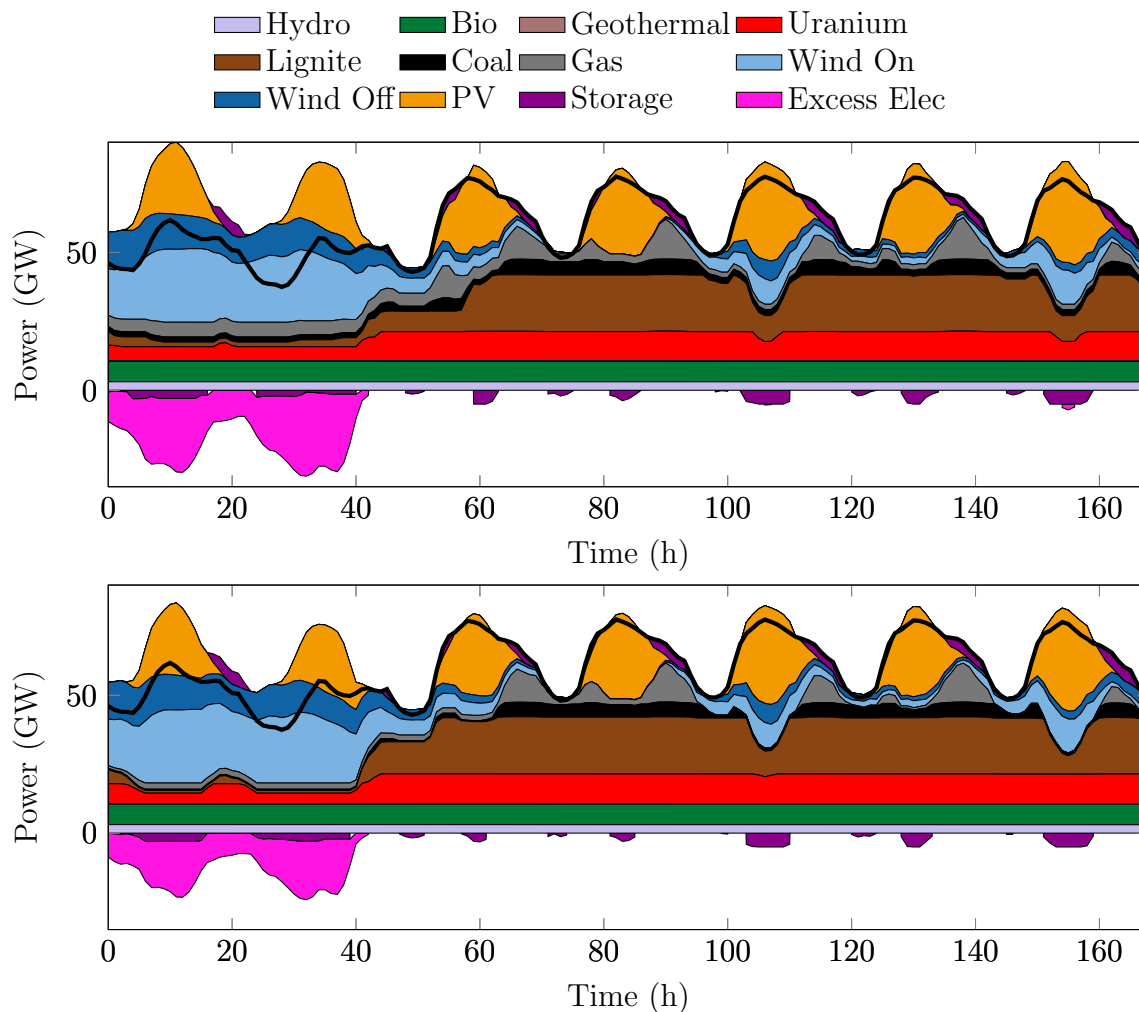 Hydro Bio Geothermal Uranium
Lignite Coal Gas Wind On
Wind Off PV Storage Excess Elec
Power (GW)
50
0
0 20 40 60 80 100 120 140 160
Time (h)
Power (GW)
50
0
0 20 40 60 80 100 120 140 160
Time (h)